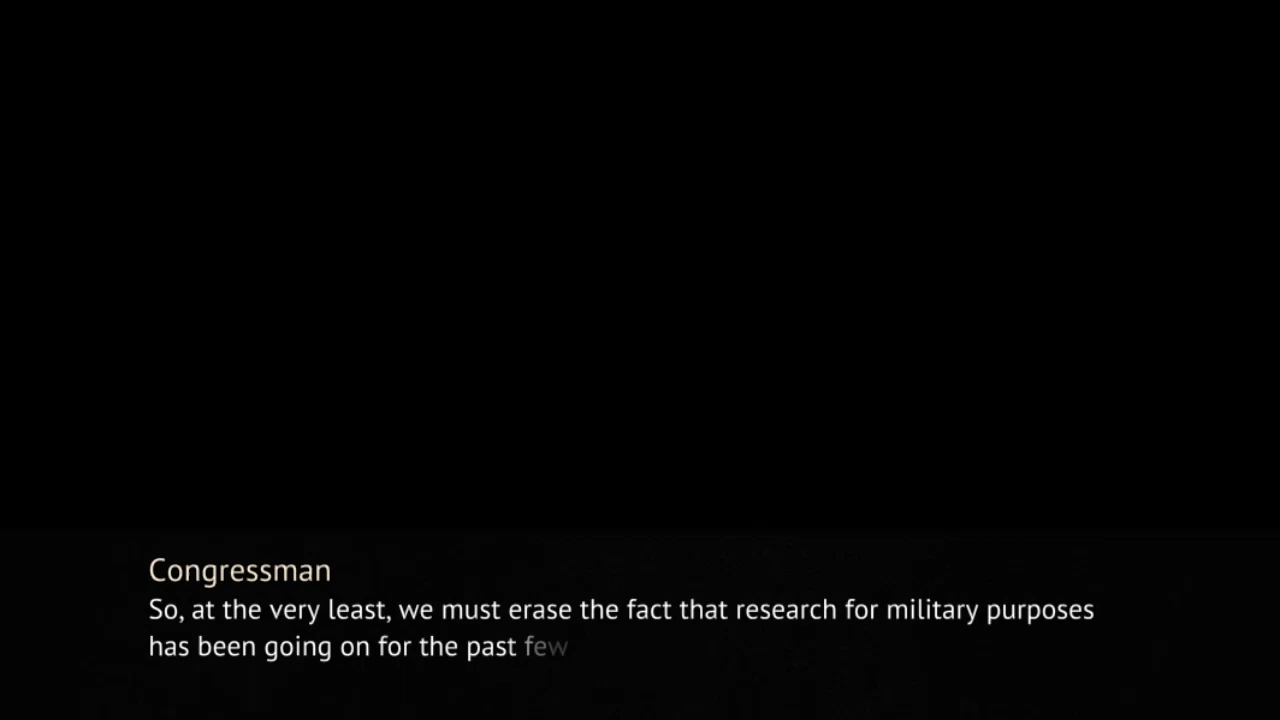 Congressman
So, at the very least, we must erase the fact that research for military purposes
has been going on for the past few